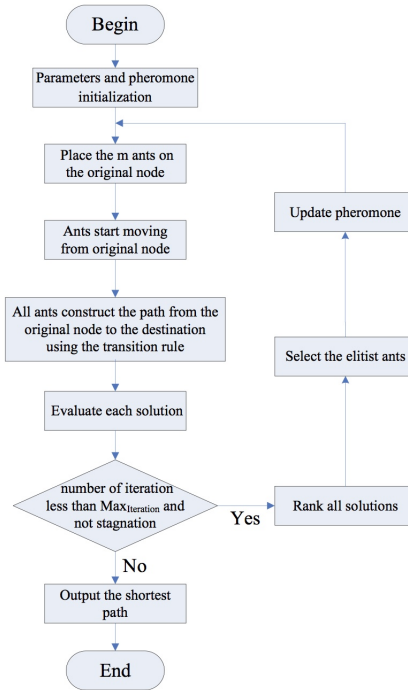 Begin
Parameters and pheromone
initialization
Place the m ants on
the original node
Ants start moving
from original node
All ants construct the path from the
original node to the destination
using the transition rule
Evaluate each solution
number of iteration
less than MaxIteration and
not stagnation
Yes
Rank all solutions
Select the elitist ants
Update pheromone
No
Output the shortest
path
End